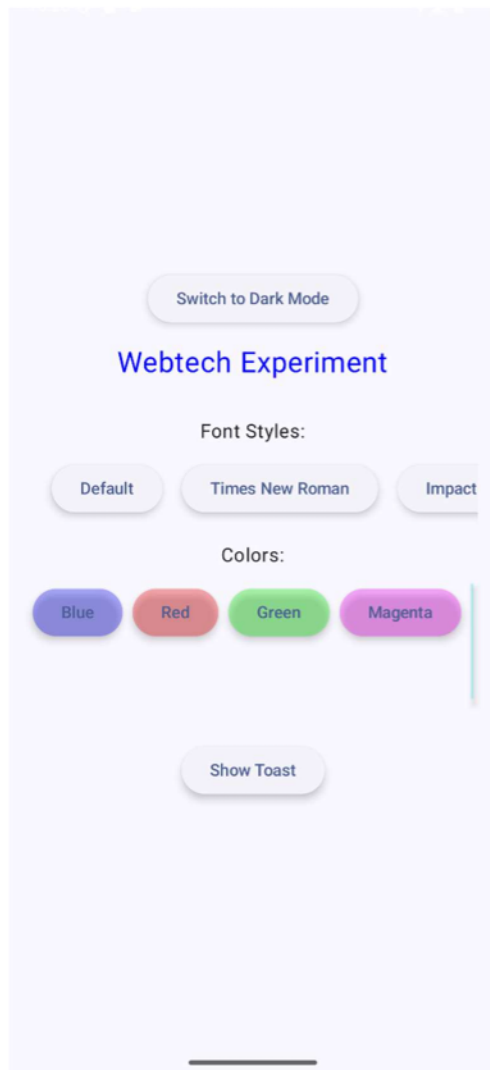 Switch to Dark Mode
Webtech Experiment
Font Styles:
Default Times New Roman Impact
Colors:
Blue Red Green Magenta
Show Toast